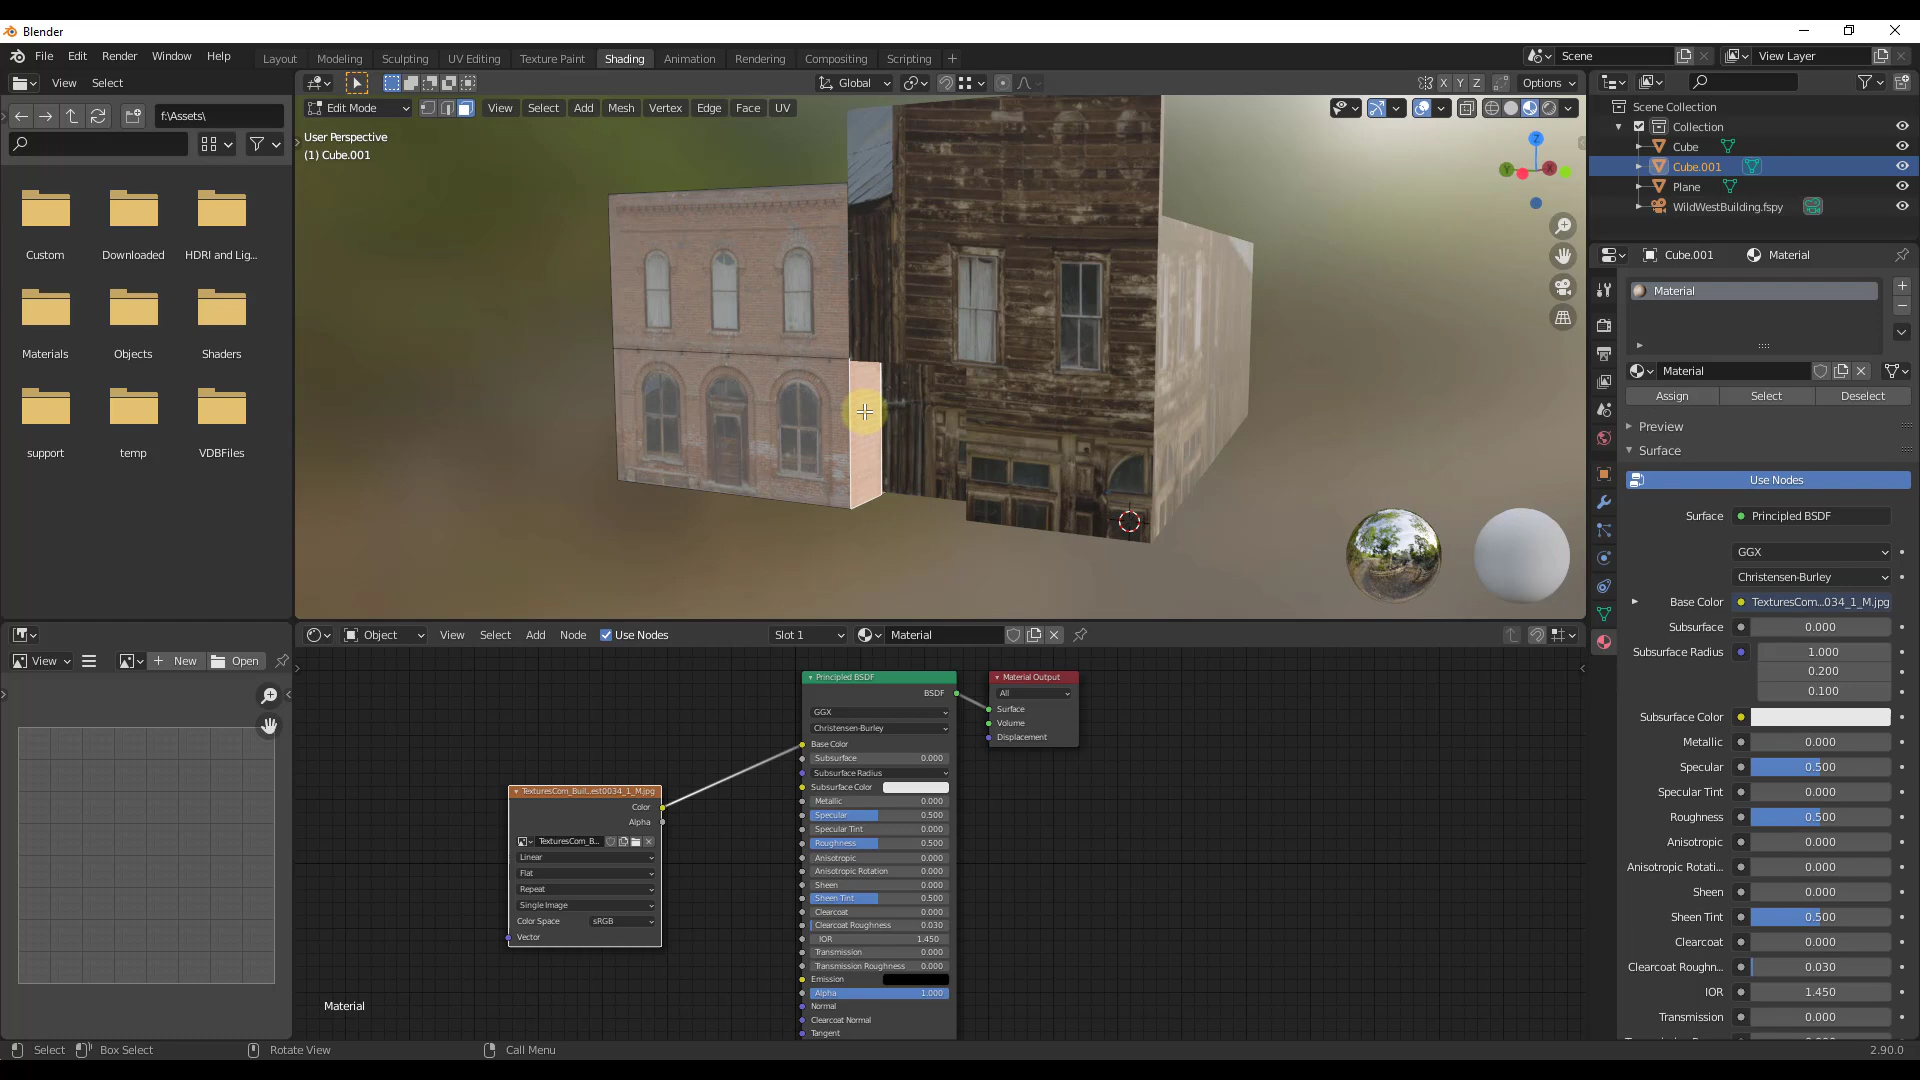 Blender
File Edit Render Window Help
Layout Modeling Sculpting UV Editing Texture Paint Shading Animation Rendering Compositing Scripting +
Scene View Layer
View Select
Global
X Y Z Options
f:\Assets\
Edit Mode View Select Add Mesh Vertex Edge Face UV
User Perspective
(1) Cube.001
Z
Y X
Custom Downloaded HDRI and Lig...
Materials Objects Shaders
support temp VDBFiles
Scene Collection
Collection
Cube
Cube.001
Plane
WildWestBuilding.fspy
Cube.001 Material
Material
Material
Assign Select Deselect
Preview
Surface
Use Nodes
Surface Principled BSDF
GGX
Christensen-Burley
Base Color TexturesCom...034_1_M.jpg
Subsurface 0.000
Subsurface Radius 1.000
0.200
0.100
Subsurface Color
Metallic 0.000
Specular 0.500
Specular Tint 0.000
Roughness 0.500
Anisotropic 0.000
Anisotropic Rotati... 0.000
Sheen 0.000
Sheen Tint 0.500
Clearcoat 0.000
Clearcoat Roughn... 0.030
IOR 1.450
Transmission 0.000
View New Open
Object View Select Add Node Use Nodes Slot 1 Material
Principled BSDF
BSDF
GGX
Christensen-Burley
Base Color
Subsurface 0.000
Subsurface Radius
Subsurface Color
Metallic 0.000
Specular 0.500
Specular Tint 0.000
Roughness 0.500
Anisotropic 0.000
Anisotropic Rotation 0.000
Sheen 0.000
Sheen Tint 0.500
Clearcoat 0.000
Clearcoat Roughness 0.030
IOR 1.450
Transmission 0.000
Transmission Roughness 0.000
Emission
Alpha 1.000
Normal
Clearcoat Normal
Tangent
Material Output
All
Surface
Volume
Displacement
TexturesCom_Buil...est0034_1_M.jpg
Color
Alpha
TexturesCom_B...
Linear
Flat
Repeat
Single Image
Color Space sRGB
Vector
Material
Select Box Select Rotate View Call Menu 2.90.0